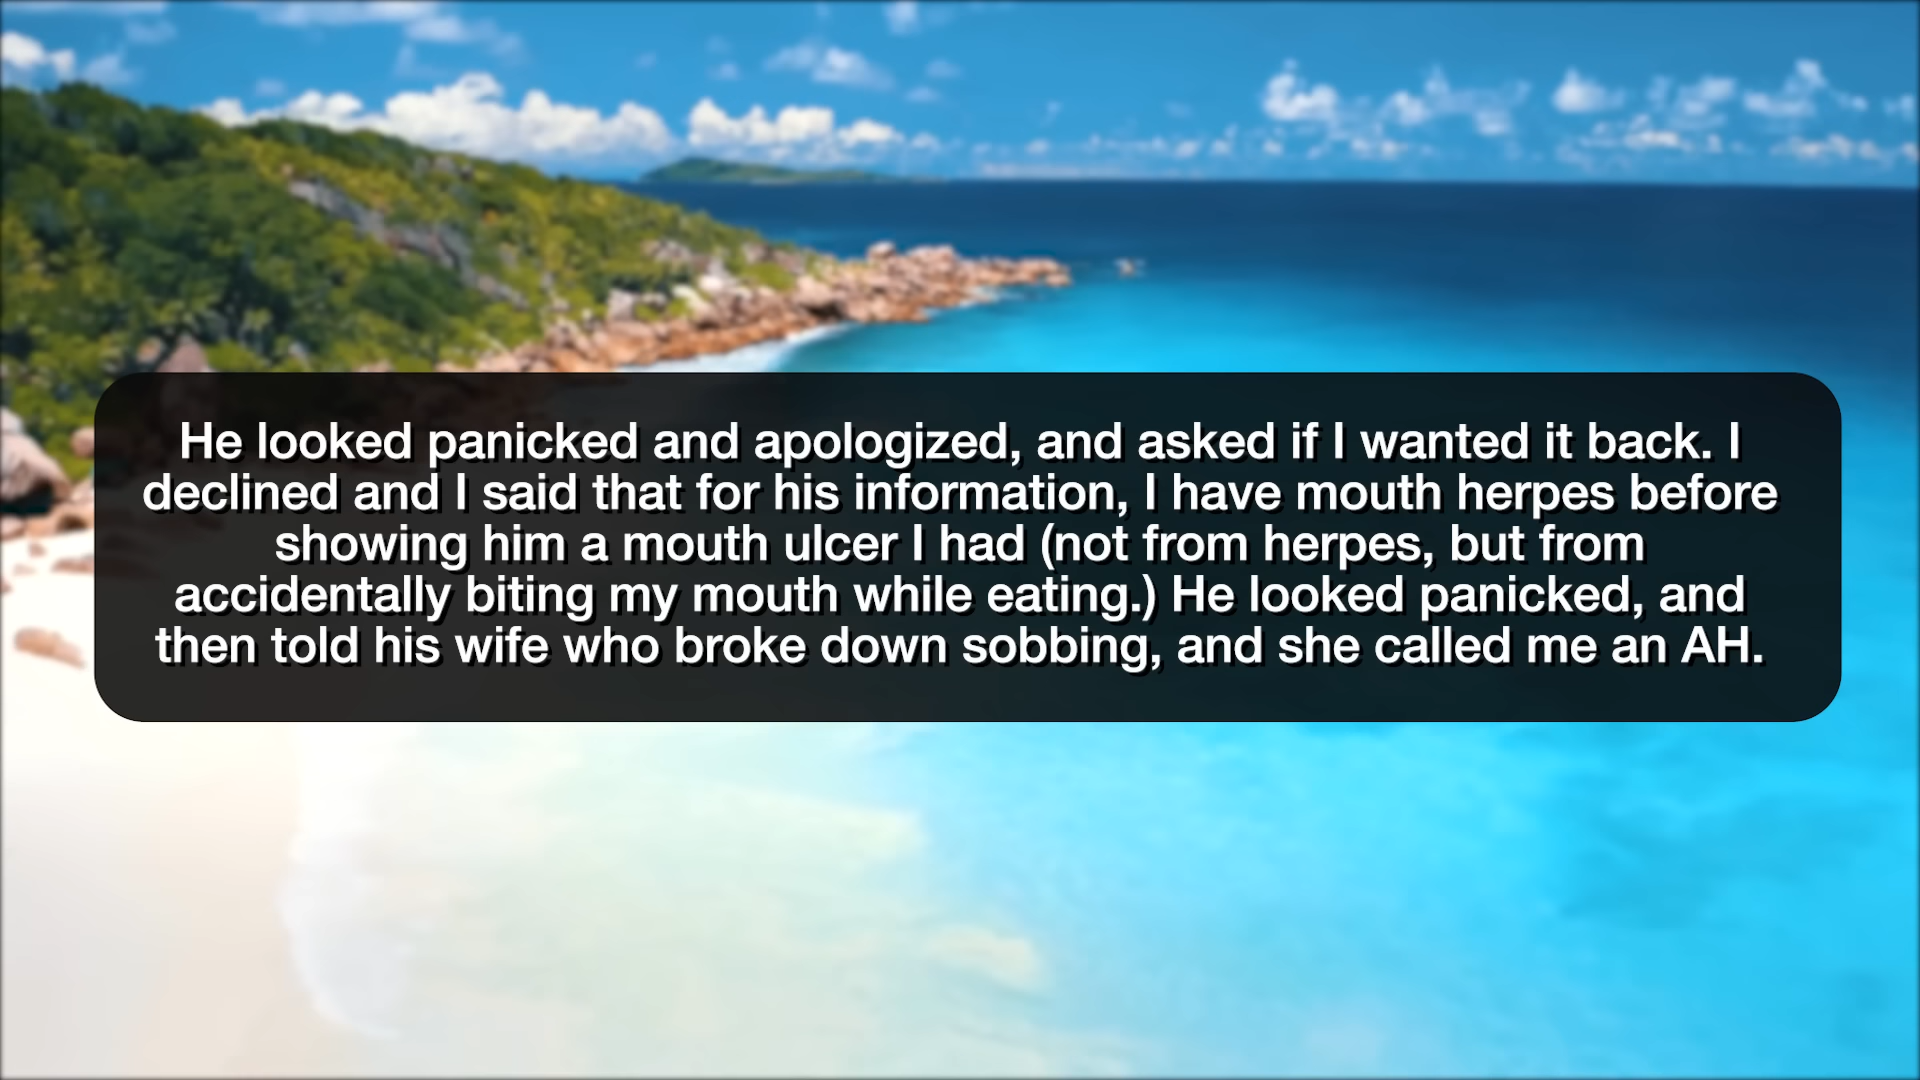 He looked panicked and apologized, and asked if I wanted it back. I
declined and I said that for his information, I have mouth herpes before
showing him a mouth ulcer I had (not from herpes, but from
accidentally biting my mouth while eating.) He looked panicked, and
then told his wife who broke down sobbing, and she called me an AH.